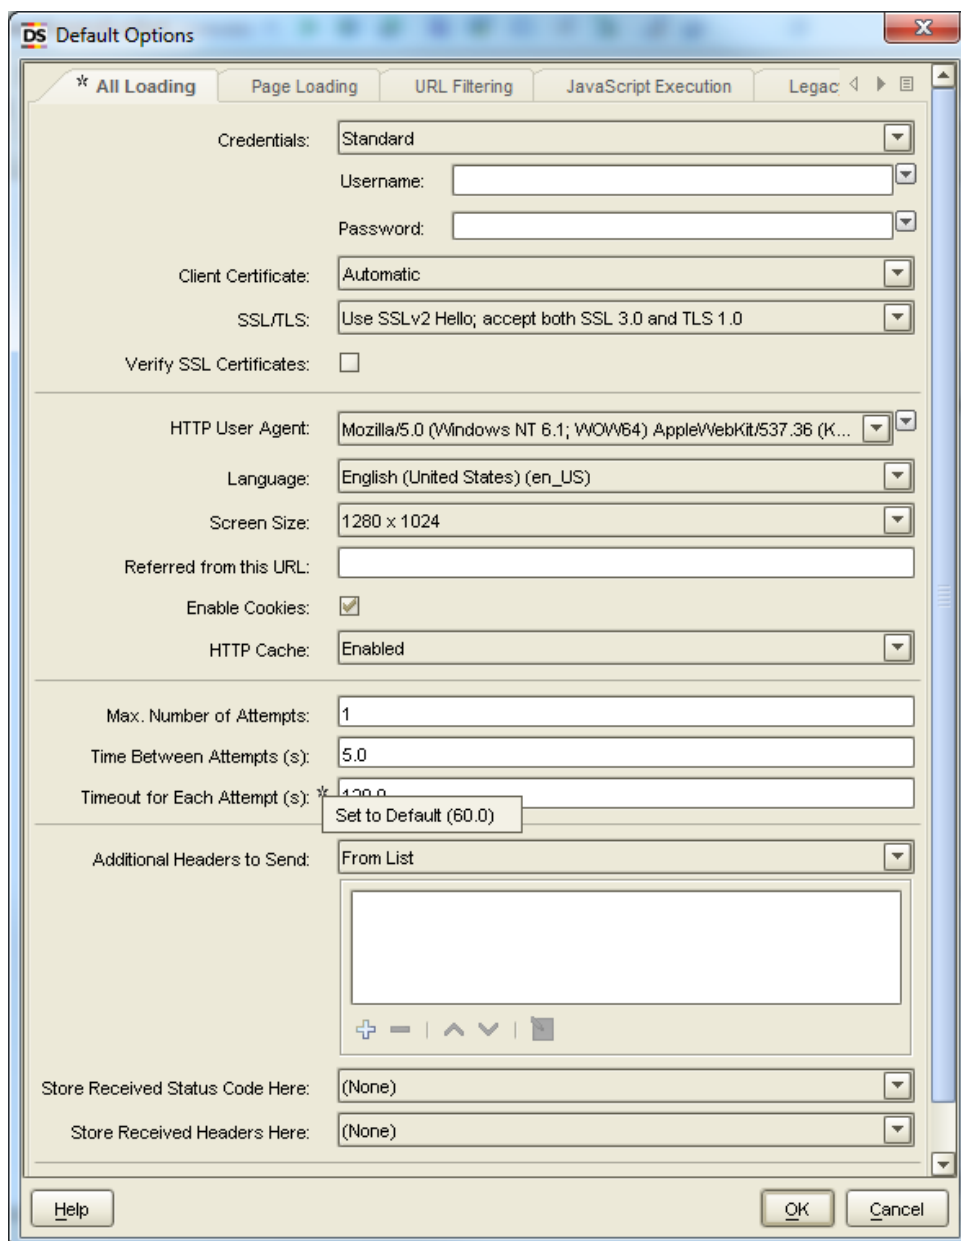 DS Default Options
* All Loading Page Loading URL Filtering JavaScript Execution Legac
Credentials: Standard
Username:
Password:
Client Certificate: Automatic
SSL/TLS: Use SSLv2 Hello; accept both SSL 3.0 and TLS 1.0
Verify SSL Certificates:
HTTP User Agent: Mozilla/5.0 (Windows NT 6.1; WOW64) AppleWebKit/537.36 (K...
Language: English (United States) (en_US)
Screen Size: 1280 x 1024
Referred from this URL:
Enable Cookies:
HTTP Cache: Enabled
Max. Number of Attempts: 1
Time Between Attempts (s): 5.0
Timeout for Each Attempt (s): * 120.0
Set to Default (60.0)
Additional Headers to Send: From List
Store Received Status Code Here: (None)
Store Received Headers Here: (None)
Help OK Cancel